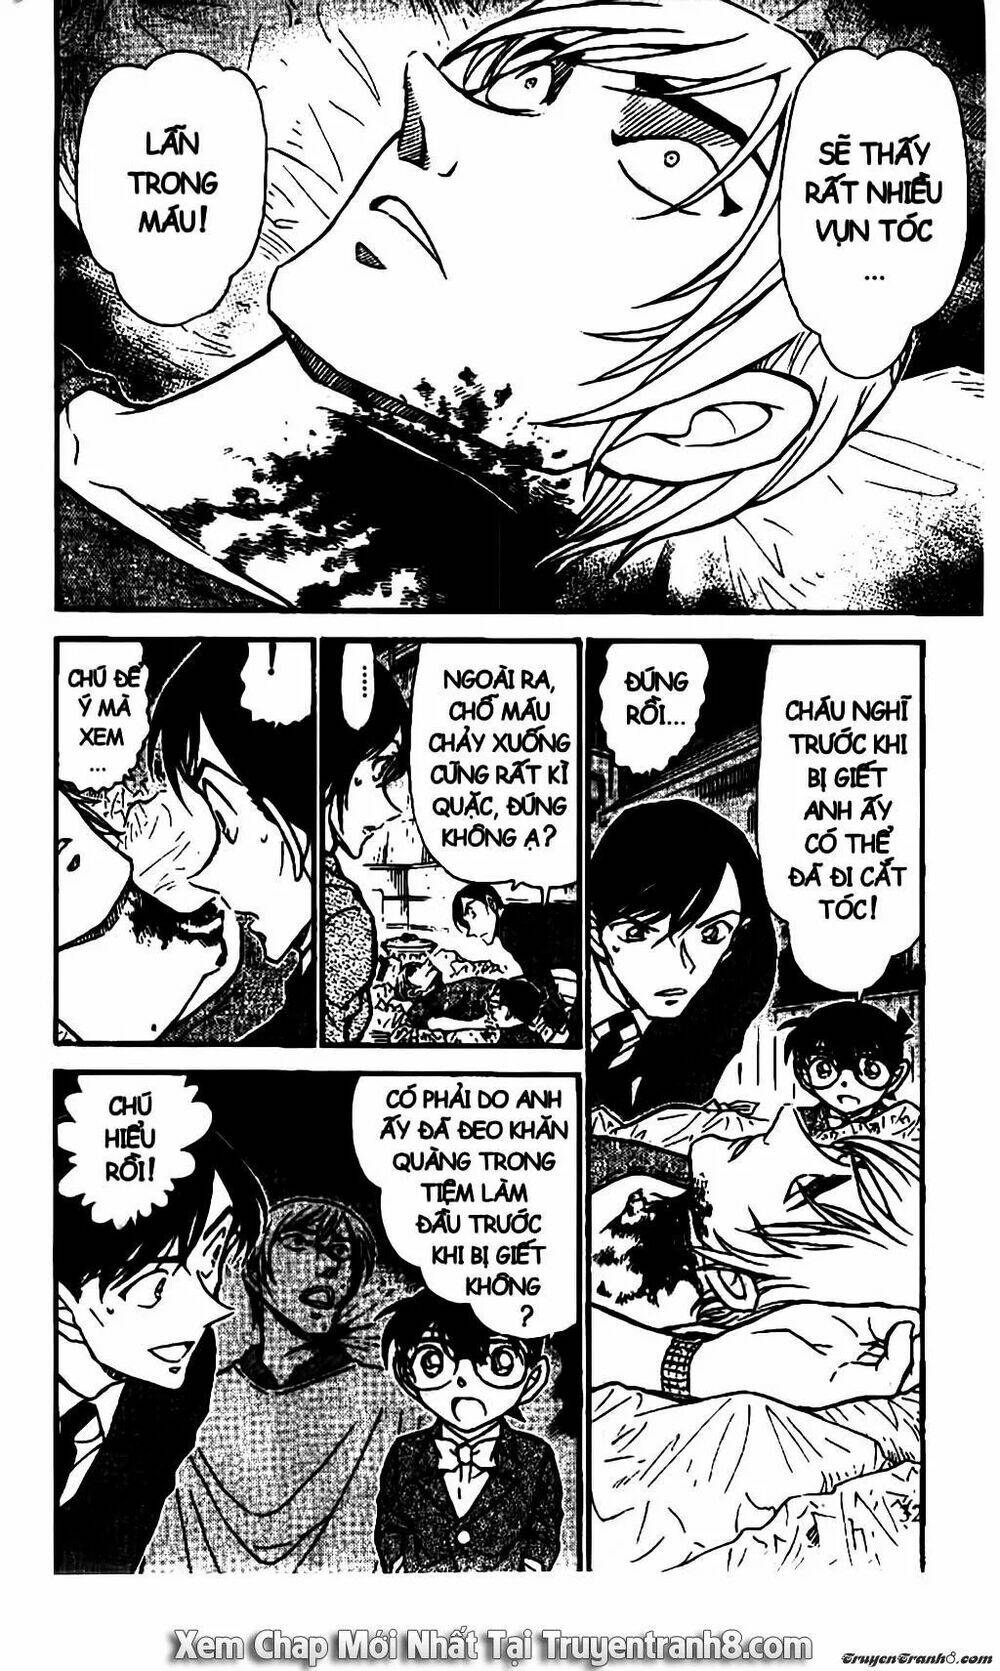 SẼ THẤY
RẤT NHIỀU
VỤN TÓC
...
LẪN
TRONG
MÁU!
CHÁU NGHĨ
TRƯỚC KHI
BỊ GIẾT
ANH ẤY
CÓ THỂ
ĐÃ ĐI CẮT
TÓC!
ĐÚNG
RỒI...
NGOÀI RA,
CHỖ MÁU
CHẢY XUỐNG
CỨNG RẤT KÌ
QUẶC, ĐÚNG
KHÔNG Ạ?
......
!
CHÚ ĐỂ
Ý MÀ
XEM
...
CÓ PHẢI DO ANH
ẤY ĐÃ ĐEO KHĂN
QUÀNG TRONG
TIỆM LÀM
ĐẦU TRƯỚC
KHI BỊ GIẾT
KHÔNG
?
CHÚ
HIỂU
RỒI!
32
Xem Chap Mới Nhất Tại Truyentranh8.com
TruyenTranh8.com